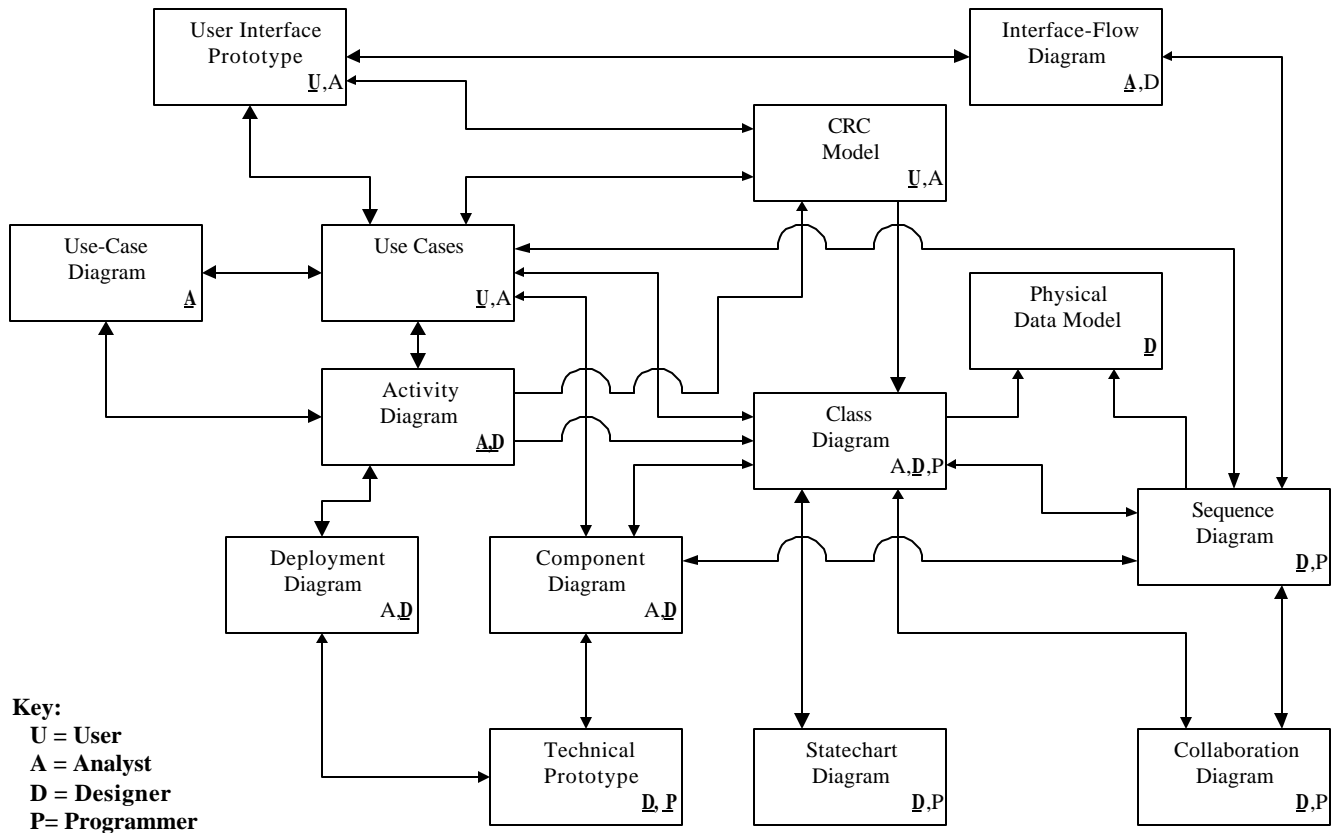 User Interface
Prototype
U,A
Interface-Flow
Diagram
A,D
CRC
Model
U,A
Use-Case
Diagram
A
Use Cases
U,A
Physical
Data Model
D
Activity
Diagram
A,D
Class
Diagram
A,D,P
Sequence
Diagram
D,P
Deployment
Diagram
A,D
Component
Diagram
A,D
Key:
U = User
A = Analyst
D = Designer
P= Programmer
Technical
Prototype
D, P
Statechart
Diagram
D,P
Collaboration
Diagram
D,P